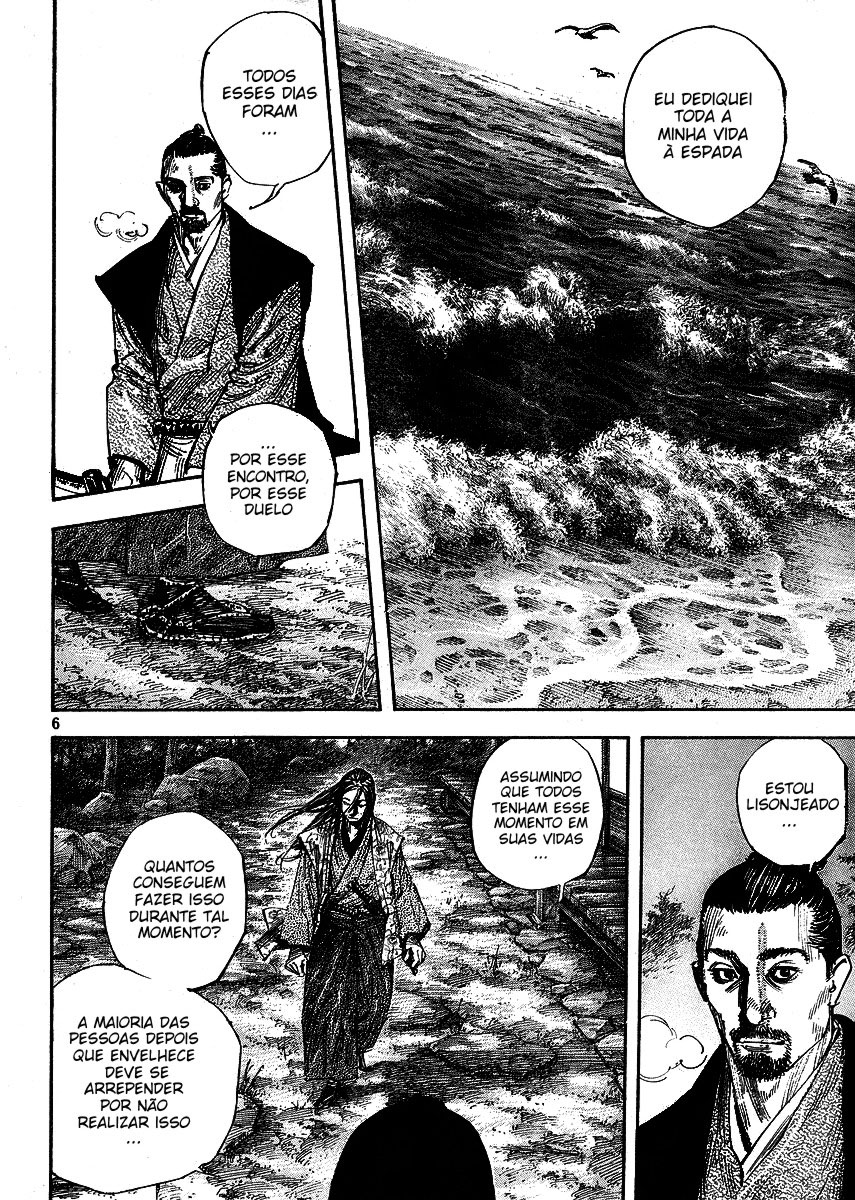 EU DEDIQUEI
TODA A
MINHA VIDA
À ESPADA
TODOS
ESSES DIAS
FORAM
...
...
POR ESSE
ENCONTRO,
POR ESSE
DUELO
6
ESTOU
LISONJEADO
...
ASSUMINDO
QUE TODOS
TENHAM ESSE
MOMENTO EM
SUAS VIDAS
...
QUANTOS
CONSEGUEM
FAZER ISSO
DURANTE TAL
MOMENTO?
A MAIORIA DAS
PESSOAS DEPOIS
QUE ENVELHECE
DEVE SE
ARREPENDER
POR NÃO
REALIZAR ISSO
...